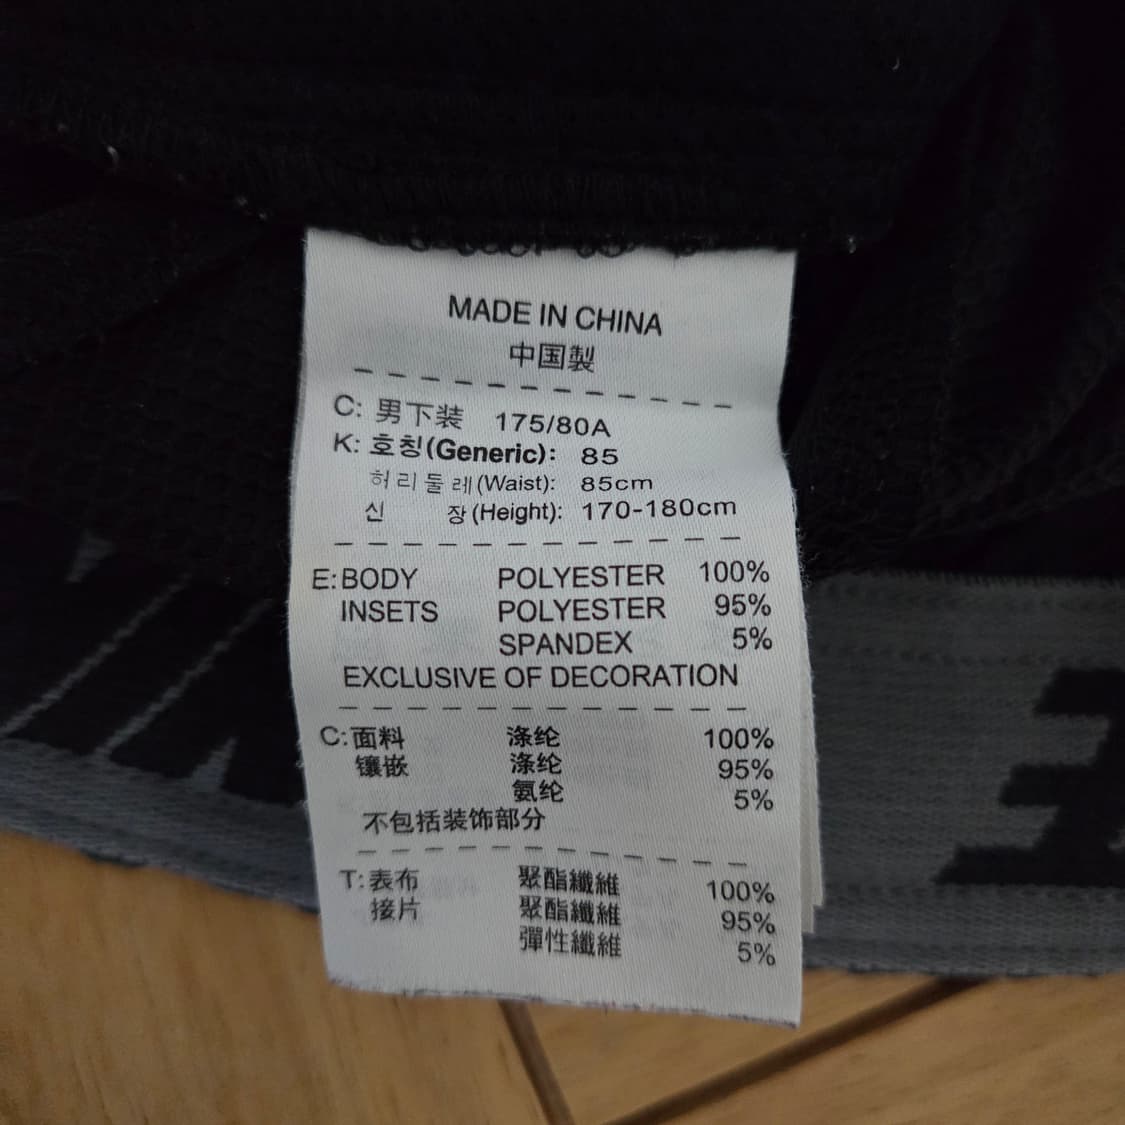 MADE IN CHINA
中国製
C: 男下装 175/80A
K: 호칭(Generic): 85
허리둘레(Waist): 85cm
신 장(Height): 170-180cm
E: BODY POLYESTER 100%
INSETS POLYESTER 95%
SPANDEX 5%
EXCLUSIVE OF DECORATION
C: 面料 涤纶 100%
镶嵌 涤纶 95%
氨纶 5%
不包括装饰部分
T: 表布 聚酯纖維 100%
接片 聚酯纖維 95%
彈性纖維 5%